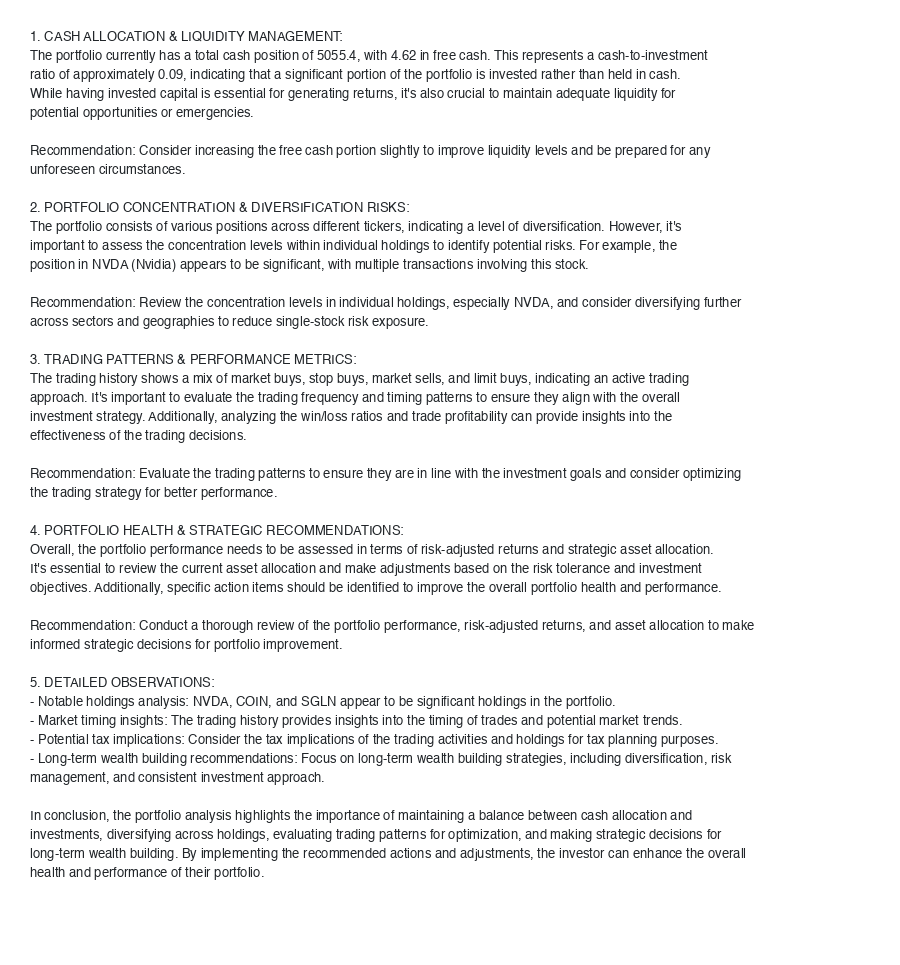 1. CASH ALLOCATION & LIQUIDITY MANAGEMENT:
The portfolio currently has a total cash position of 5055.4, with 4.62 in free cash. This represents a cash-to-investment
ratio of approximately 0.09, indicating that a significant portion of the portfolio is invested rather than held in cash.
While having invested capital is essential for generating returns, it's also crucial to maintain adequate liquidity for
potential opportunities or emergencies.
Recommendation: Consider increasing the free cash portion slightly to improve liquidity levels and be prepared for any
unforeseen circumstances.
2. PORTFOLIO CONCENTRATION & DIVERSIFICATION RISKS:
The portfolio consists of various positions across different tickers, indicating a level of diversification. However, it's
important to assess the concentration levels within individual holdings to identify potential risks. For example, the
position in NVDA (Nvidia) appears to be significant, with multiple transactions involving this stock.
Recommendation: Review the concentration levels in individual holdings, especially NVDA, and consider diversifying further
across sectors and geographies to reduce single-stock risk exposure.
3. TRADING PATTERNS & PERFORMANCE METRICS:
The trading history shows a mix of market buys, stop buys, market sells, and limit buys, indicating an active trading
approach. It's important to evaluate the trading frequency and timing patterns to ensure they align with the overall
investment strategy. Additionally, analyzing the win/loss ratios and trade profitability can provide insights into the
effectiveness of the trading decisions.
Recommendation: Evaluate the trading patterns to ensure they are in line with the investment goals and consider optimizing
the trading strategy for better performance.
4. PORTFOLIO HEALTH & STRATEGIC RECOMMENDATIONS:
Overall, the portfolio performance needs to be assessed in terms of risk-adjusted returns and strategic asset allocation.
It's essential to review the current asset allocation and make adjustments based on the risk tolerance and investment
objectives. Additionally, specific action items should be identified to improve the overall portfolio health and performance.
Recommendation: Conduct a thorough review of the portfolio performance, risk-adjusted returns, and asset allocation to make
informed strategic decisions for portfolio improvement.
5. DETAILED OBSERVATIONS:
- Notable holdings analysis: NVDA, COIN, and SGLN appear to be significant holdings in the portfolio.
- Market timing insights: The trading history provides insights into the timing of trades and potential market trends.
- Potential tax implications: Consider the tax implications of the trading activities and holdings for tax planning purposes.
- Long-term wealth building recommendations: Focus on long-term wealth building strategies, including diversification, risk
management, and consistent investment approach.
In conclusion, the portfolio analysis highlights the importance of maintaining a balance between cash allocation and
investments, diversifying across holdings, evaluating trading patterns for optimization, and making strategic decisions for
long-term wealth building. By implementing the recommended actions and adjustments, the investor can enhance the overall
health and performance of their portfolio.